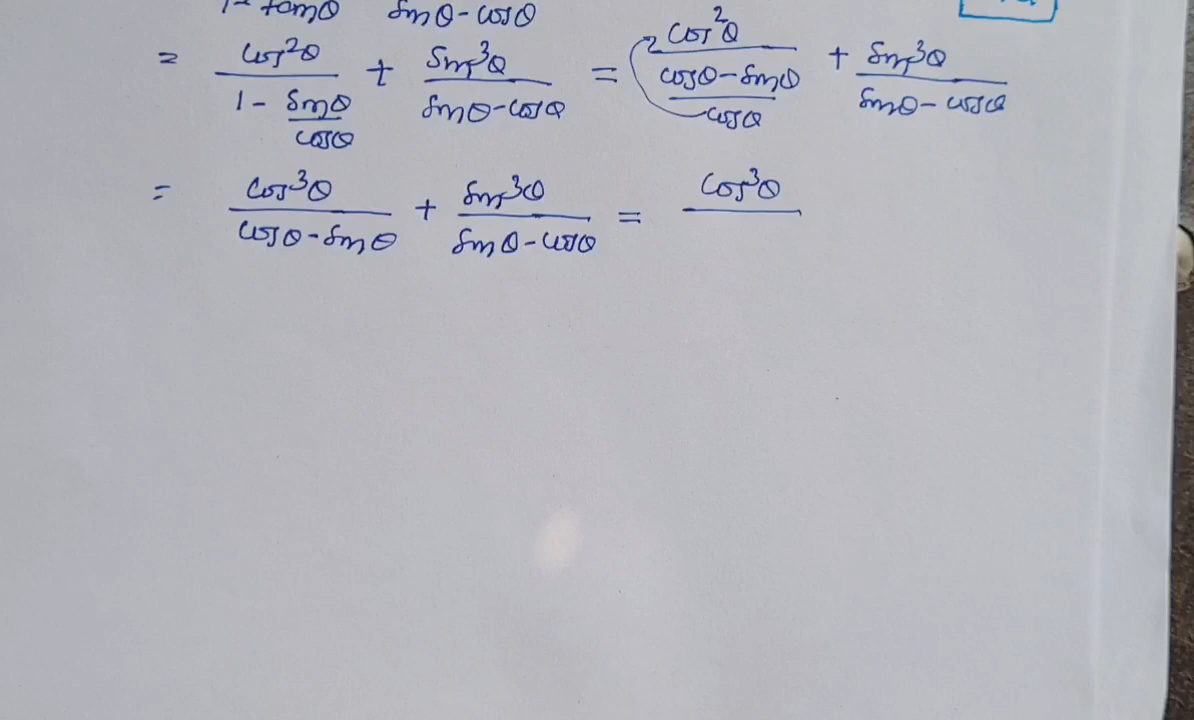 1 - tanθ sinθ - cosθ
= cos²θ / (1 - sinθ/cosθ) + sin³θ / (sinθ - cosθ) = cos²θ / ((cosθ - sinθ)/cosθ) + sin³θ / (sinθ - cosθ)
= cos³θ / (cosθ - sinθ) + sin³θ / (sinθ - cosθ) = cos³θ /